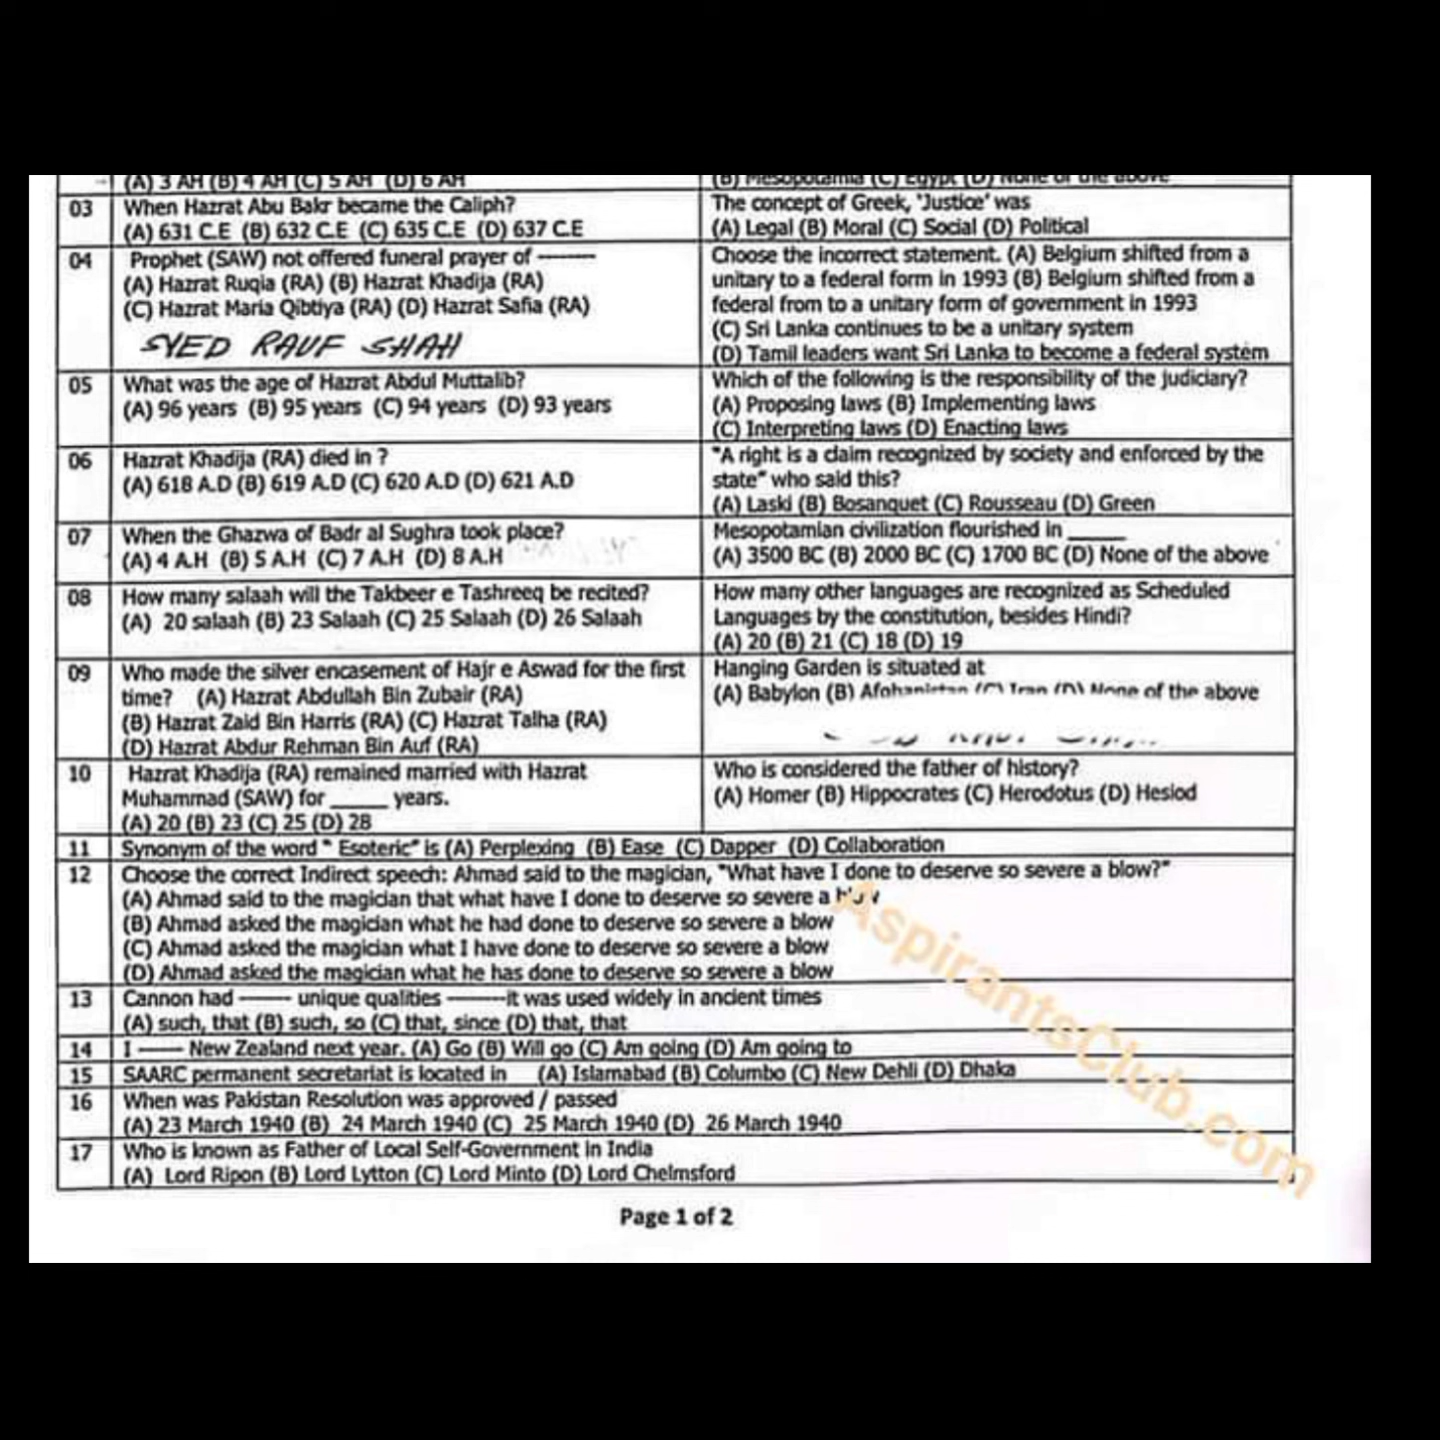 (A) 3 AH (B) 4 AH (C) 5 AH (D) 6 AH
(B) Mesopotamia (C) Egypt (D) None of the above
03
When Hazrat Abu Bakr became the Caliph?
(A) 631 C.E (B) 632 C.E (C) 635 C.E (D) 637 C.E
The concept of Greek, 'Justice' was
(A) Legal (B) Moral (C) Social (D) Political
04
Prophet (SAW) not offered funeral prayer of --------
(A) Hazrat Ruqia (RA) (B) Hazrat Khadija (RA)
(C) Hazrat Maria Qibtiya (RA) (D) Hazrat Safia (RA)
SYED RAUF SHAH
Choose the incorrect statement. (A) Belgium shifted from a
unitary to a federal form in 1993 (B) Belgium shifted from a
federal from to a unitary form of government in 1993
(C) Sri Lanka continues to be a unitary system
(D) Tamil leaders want Sri Lanka to become a federal system
05
What was the age of Hazrat Abdul Muttalib?
(A) 96 years (B) 95 years (C) 94 years (D) 93 years
Which of the following is the responsibility of the judiciary?
(A) Proposing laws (B) Implementing laws
(C) Interpreting laws (D) Enacting laws
06
Hazrat Khadija (RA) died in ?
(A) 618 A.D (B) 619 A.D (C) 620 A.D (D) 621 A.D
"A right is a claim recognized by society and enforced by the
state" who said this?
(A) Laski (B) Bosanquet (C) Rousseau (D) Green
07
When the Ghazwa of Badr al Sughra took place?
(A) 4 A.H (B) 5 A.H (C) 7 A.H (D) 8 A.H
Mesopotamian civilization flourished in _____
(A) 3500 BC (B) 2000 BC (C) 1700 BC (D) None of the above
08
How many salaah will the Takbeer e Tashreeq be recited?
(A) 20 salaah (B) 23 Salaah (C) 25 Salaah (D) 26 Salaah
How many other languages are recognized as Scheduled
Languages by the constitution, besides Hindi?
(A) 20 (B) 21 (C) 18 (D) 19
09
Who made the silver encasement of Hajr e Aswad for the first
time? (A) Hazrat Abdullah Bin Zubair (RA)
(B) Hazrat Zaid Bin Harris (RA) (C) Hazrat Talha (RA)
(D) Hazrat Abdur Rehman Bin Auf (RA)
Hanging Garden is situated at
(A) Babylon (B) Afghanistan (C) Iran (D) None of the above
10
Hazrat Khadija (RA) remained married with Hazrat
Muhammad (SAW) for _____ years.
(A) 20 (B) 23 (C) 25 (D) 28
Who is considered the father of history?
(A) Homer (B) Hippocrates (C) Herodotus (D) Hesiod
11
Synonym of the word " Esoteric" is (A) Perplexing (B) Ease (C) Dapper (D) Collaboration
12
Choose the correct Indirect speech: Ahmad said to the magician, "What have I done to deserve so severe a blow?"
(A) Ahmad said to the magician that what have I done to deserve so severe a blow
(B) Ahmad asked the magician what he had done to deserve so severe a blow
(C) Ahmad asked the magician what I have done to deserve so severe a blow
(D) Ahmad asked the magician what he has done to deserve so severe a blow
13
Cannon had ------- unique qualities --------it was used widely in ancient times
(A) such, that (B) such, so (C) that, since (D) that, that
14
I ------ New Zealand next year. (A) Go (B) Will go (C) Am going (D) Am going to
15
SAARC permanent secretariat is located in (A) Islamabad (B) Columbo (C) New Dehli (D) Dhaka
16
When was Pakistan Resolution was approved / passed
(A) 23 March 1940 (B) 24 March 1940 (C) 25 March 1940 (D) 26 March 1940
17
Who is known as Father of Local Self-Government in India
(A) Lord Ripon (B) Lord Lytton (C) Lord Minto (D) Lord Chelmsford
AspirantsClub.com
Page 1 of 2